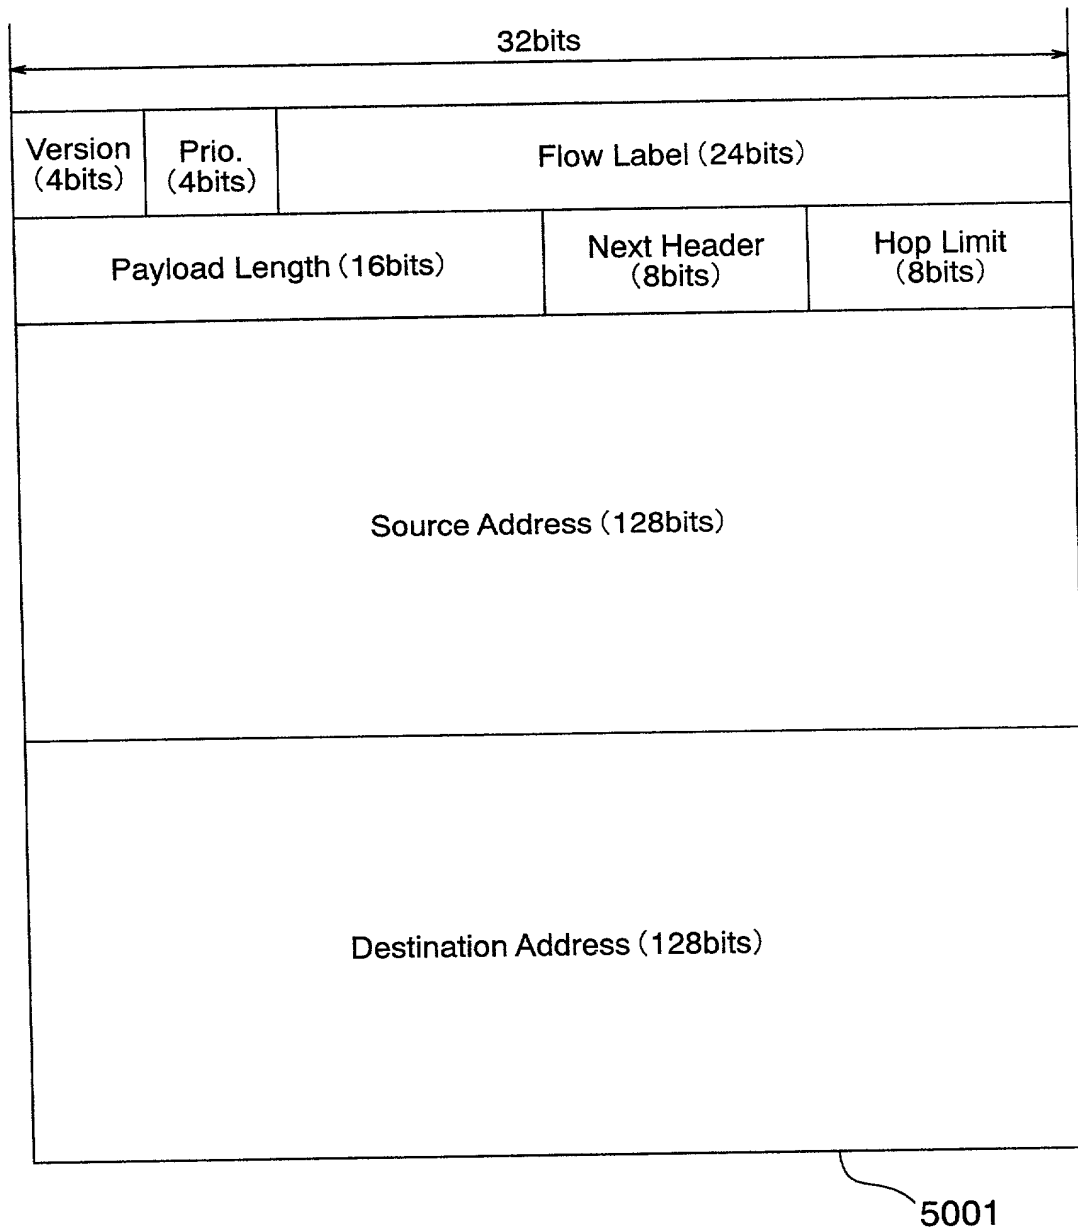 32bits
Version
(4bits)
Prio.
(4bits)
Flow Label (24bits)
Payload Length (16bits)
Next Header
(8bits)
Hop Limit
(8bits)
Source Address (128bits)
Destination Address (128bits)
5001